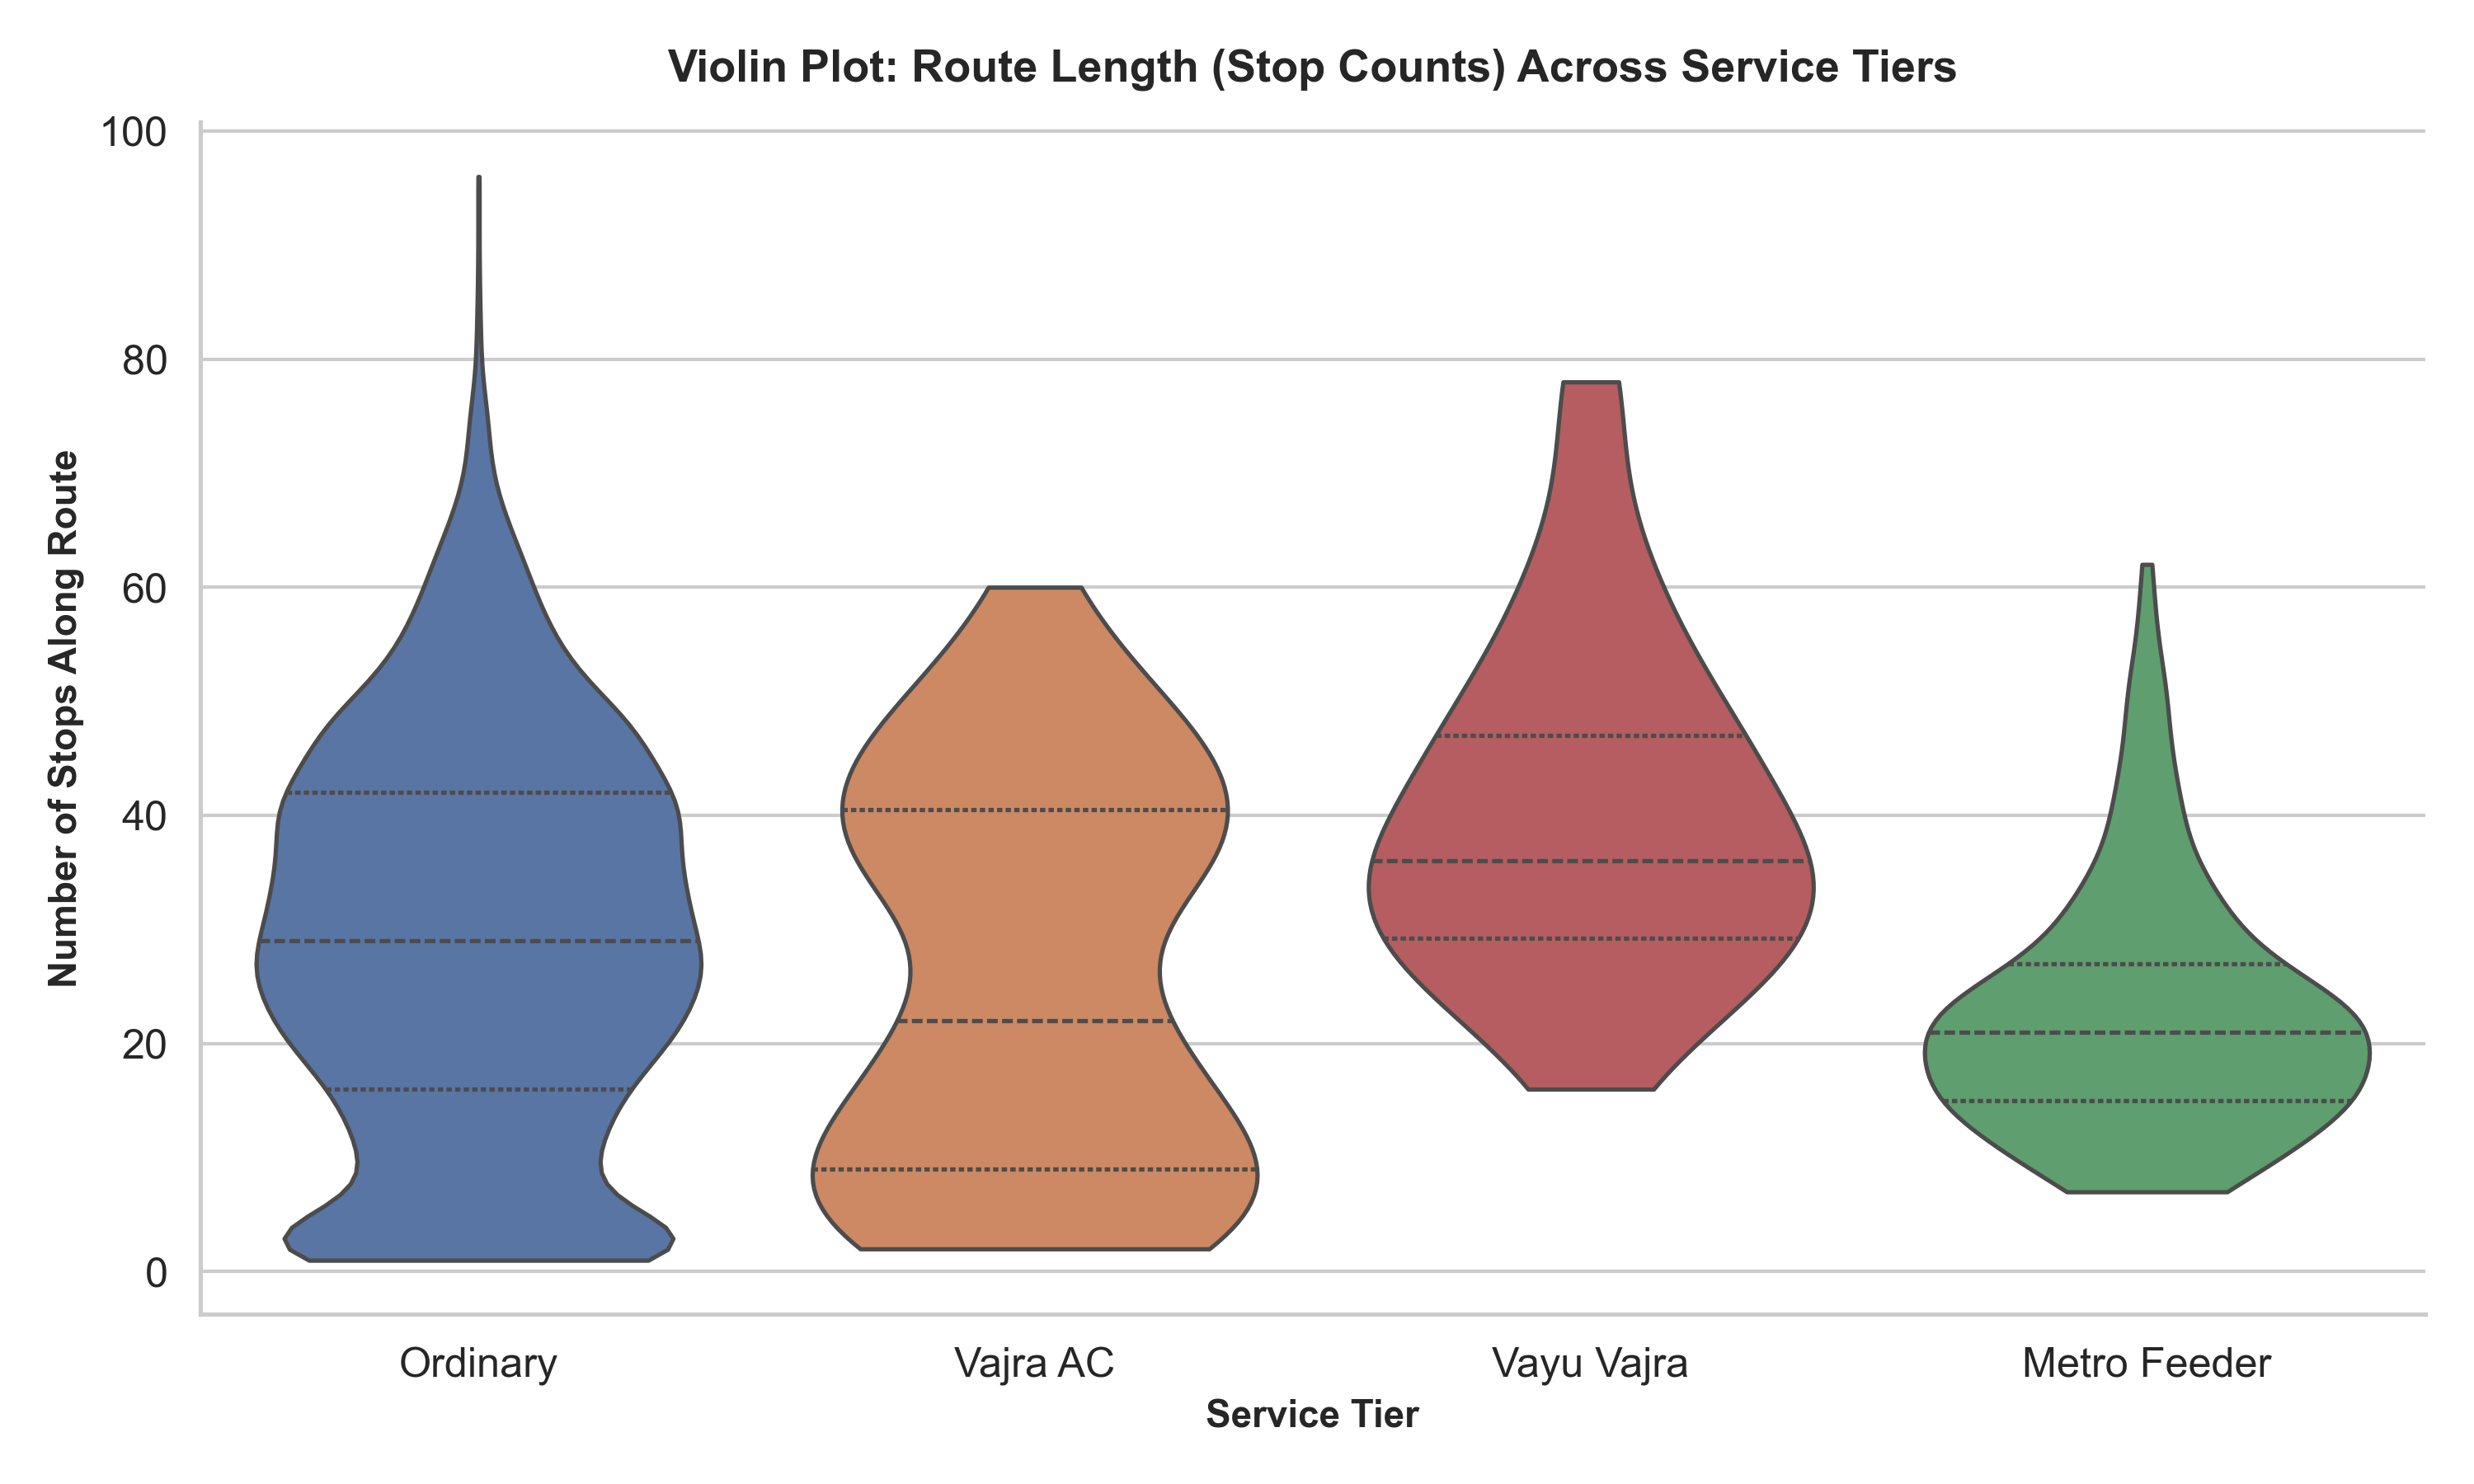 Violin Plot: Route Length (Stop Counts) Across Service Tiers
100
80
60
40
20
0
Number of Stops Along Route
Ordinary
Vajra AC
Vayu Vajra
Metro Feeder
Service Tier